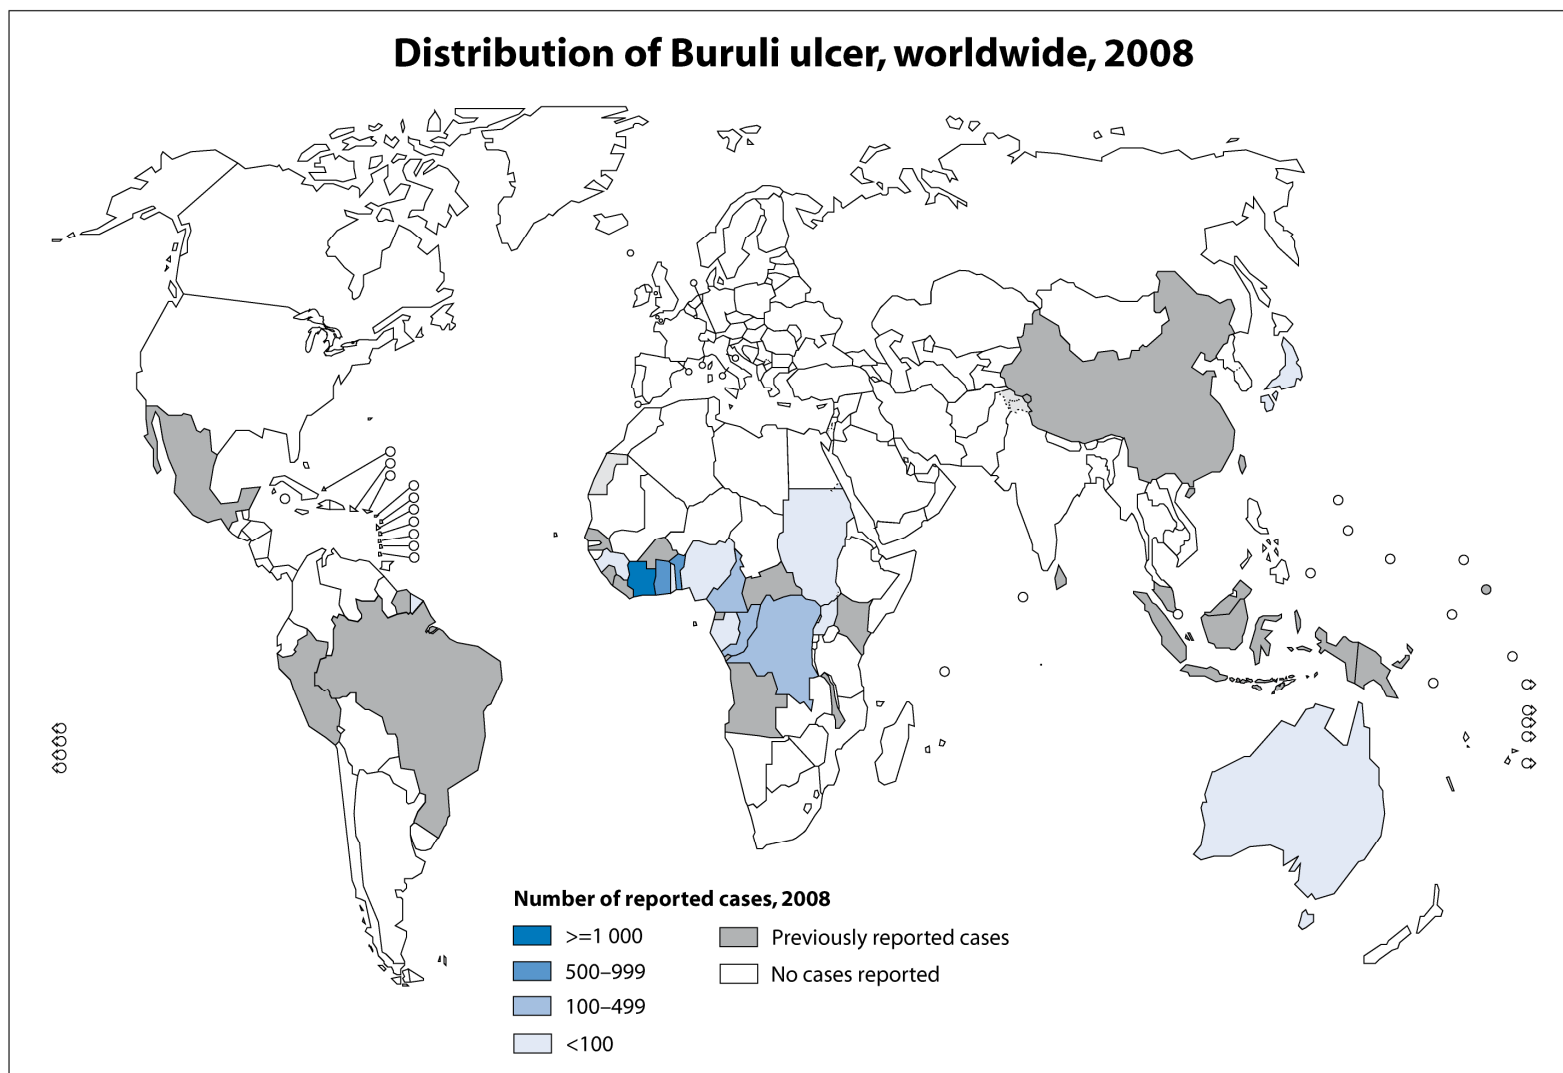 Distribution of Buruli ulcer, worldwide, 2008
Number of reported cases, 2008
>=1 000
500–999
100–499
<100
Previously reported cases
No cases reported